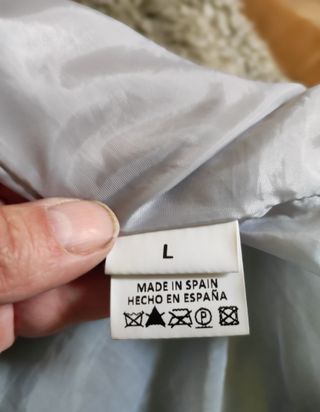 L
MADE IN SPAIN
HECHO EN ESPAÑA
P